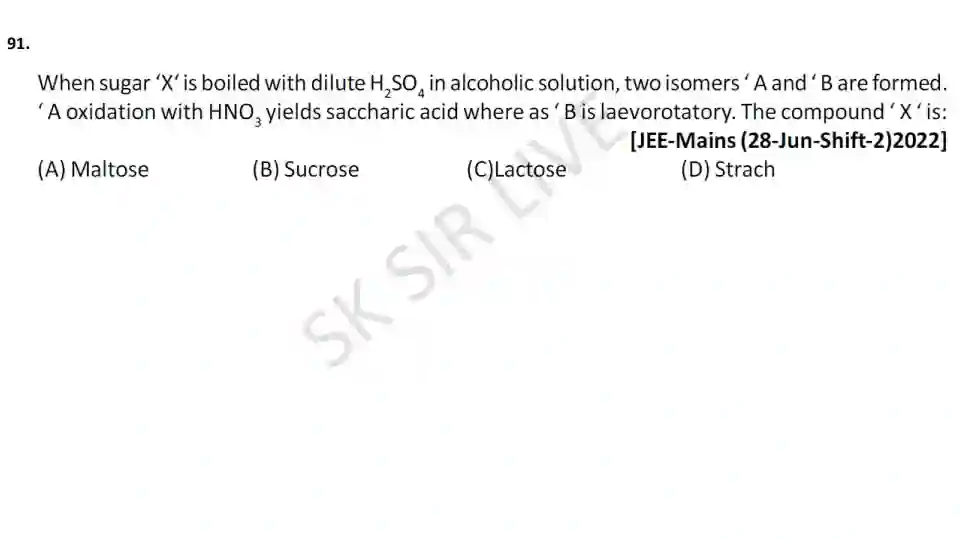 91.
When sugar ‘X‘ is boiled with dilute H₂SO₄ in alcoholic solution, two isomers ‘ A and ‘ B are formed.
‘ A oxidation with HNO₃ yields saccharic acid where as ‘ B is laevorotatory. The compound ‘ X ‘ is:
[JEE-Mains (28-Jun-Shift-2)2022]
(A) Maltose (B) Sucrose (C)Lactose (D) Strach
SK SIR LIVE